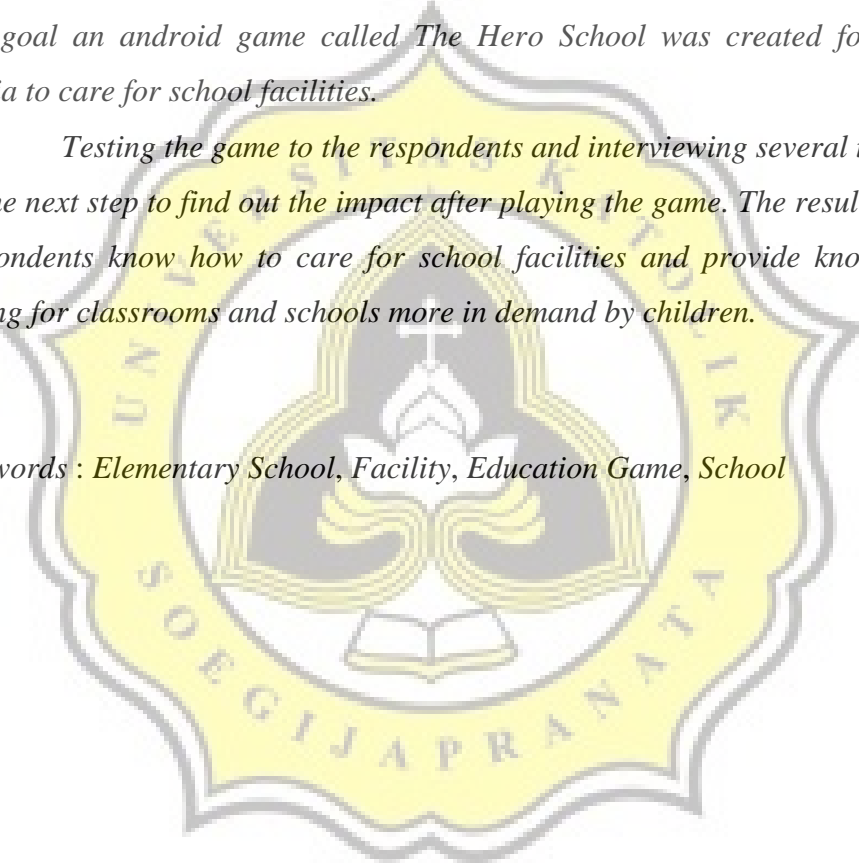 goal an android game called The Hero School was created fo
a to care for school facilities.
Testing the game to the respondents and interviewing several
e next step to find out the impact after playing the game. The resul
ondents know how to care for school facilities and provide kno
ng for classrooms and schools more in demand by children.
words : Elementary School, Facility, Education Game, School
UNIVERSITAS KATOLIK
SOEGIJAPRANATA